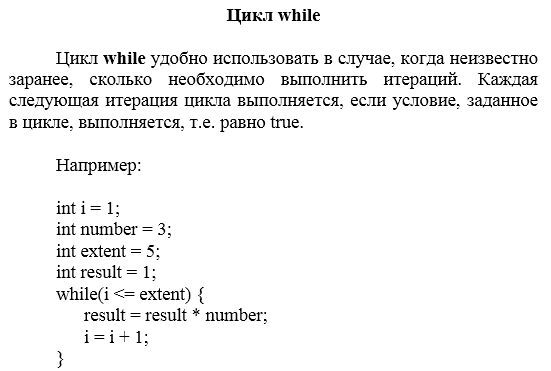 Цикл while
Цикл while удобно использовать в случае, когда неизвестно
заранее, сколько необходимо выполнить итераций. Каждая
следующая итерация цикла выполняется, если условие, заданное
в цикле, выполняется, т.е. равно true.
Например:
int i = 1;
int number = 3;
int extent = 5;
int result = 1;
while(i <= extent) {
result = result * number;
i = i + 1;
}